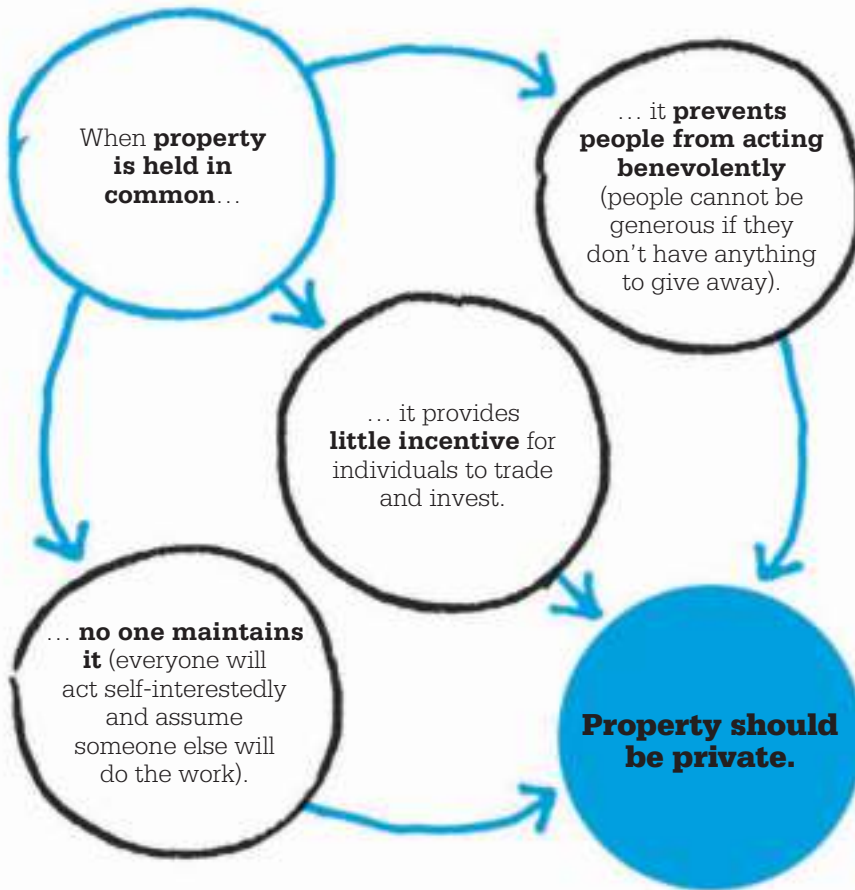 When property
is held in
common…
… it prevents
people from acting
benevolently
(people cannot be
generous if they
don’t have anything
to give away).
… it provides
little incentive for
individuals to trade
and invest.
… no one maintains
it (everyone will
act self-interestedly
and assume
someone else will
do the work).
Property should
be private.